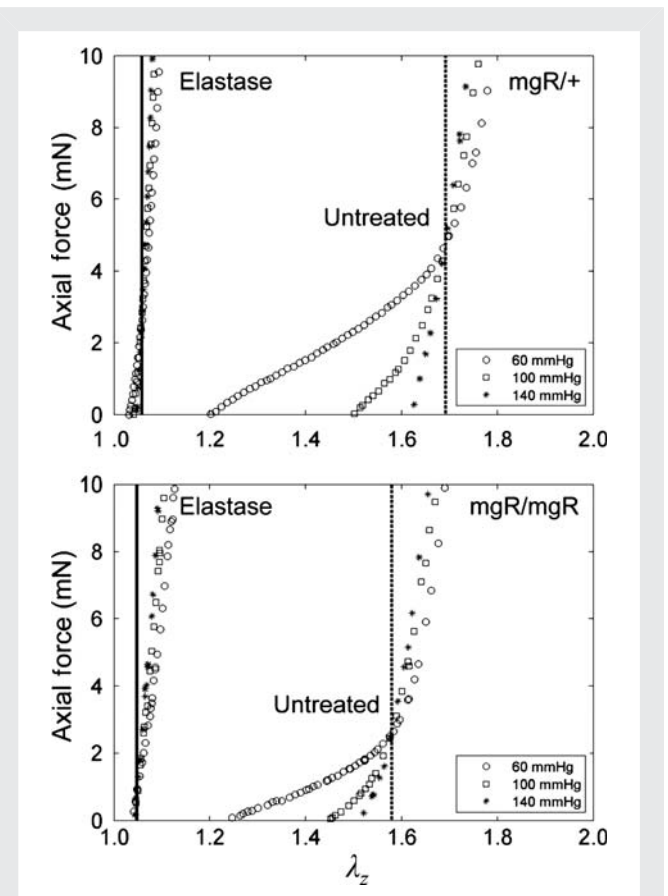 10
Elastase
mgR/+
8
6
Untreated
Axial force (mN)
4
2
60 mmHg
100 mmHg
140 mmHg
0
1.0 1.2 1.4 1.6 1.8 2.0
10
Elastase
mgR/mgR
8
6
Axial force (mN)
4
Untreated
2
60 mmHg
100 mmHg
140 mmHg
0
1.0 1.2 1.4 1.6 1.8 2.0
λz